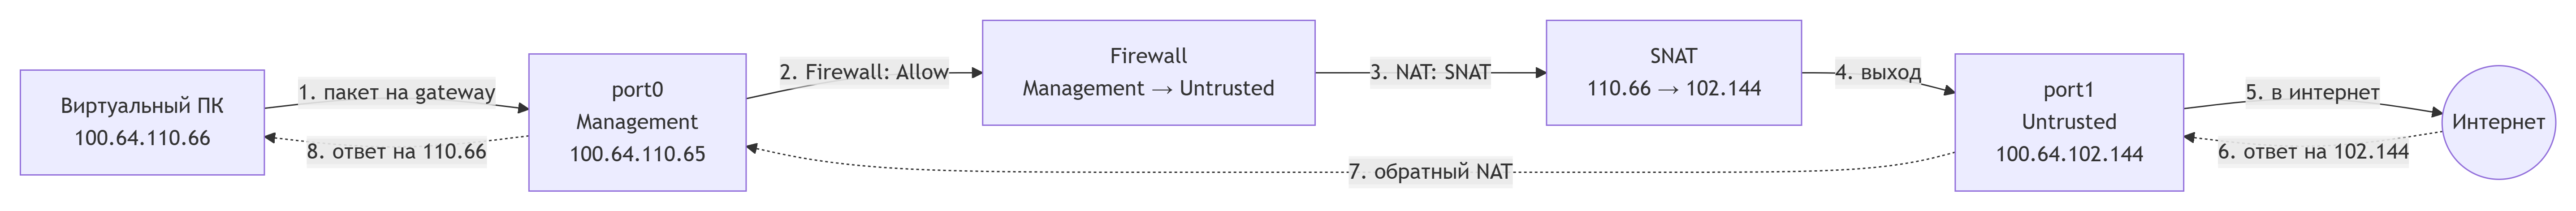 Виртуальный ПК
100.64.110.66
1. пакет на gateway
8. ответ на 110.66
port0
Management
100.64.110.65
2. Firewall: Allow
Firewall
Management → Untrusted
3. NAT: SNAT
SNAT
110.66 → 102.144
4. выход
7. обратный NAT
port1
Untrusted
100.64.102.144
5. в интернет
6. ответ на 102.144
Интернет